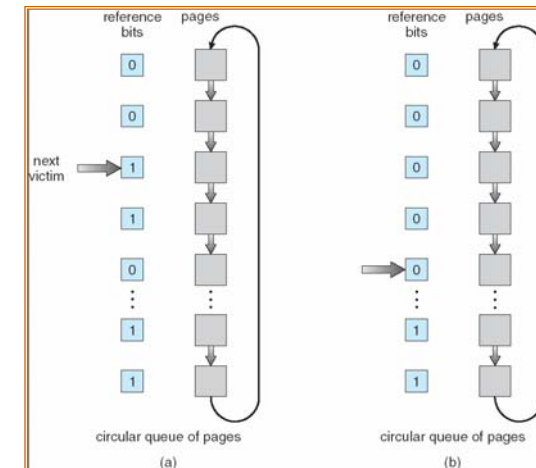 reference pages
bits
0
0
next
victim
1
1
0
1
1
circular queue of pages
(a)
reference pages
bits
0
0
0
0
0
1
1
circular queue of pages
(b)